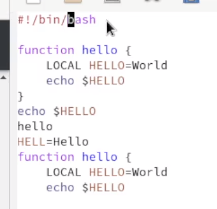 #!/bin/bash
function hello {
LOCAL HELLO=World
echo $HELLO
}
echo $HELLO
hello
HELL=Hello
function hello {
LOCAL HELLO=World
echo $HELLO